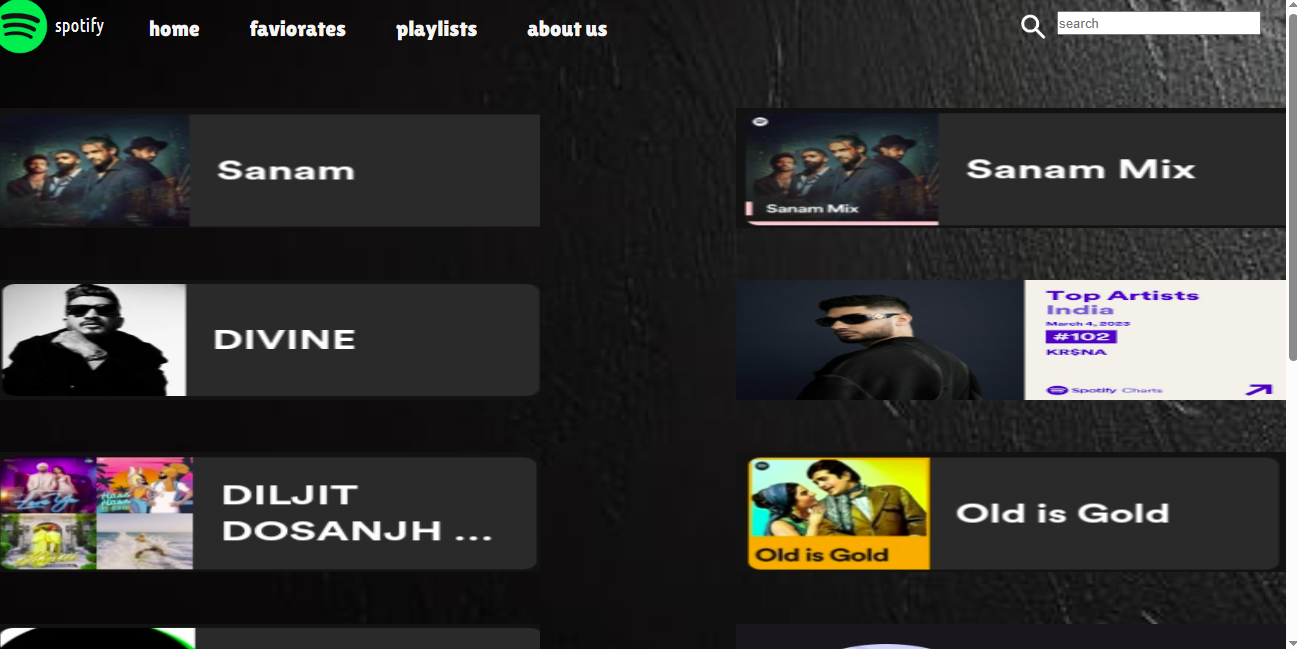 spotify
home
faviorates
playlists
about us
search
Sanam
Sanam Mix
Sanam Mix
DIVINE
Top Artists
India
March 4, 2023
#102
KR$NA
Spotify Charts
DILJIT
DOSANJH ...
Old is Gold
Old is Gold